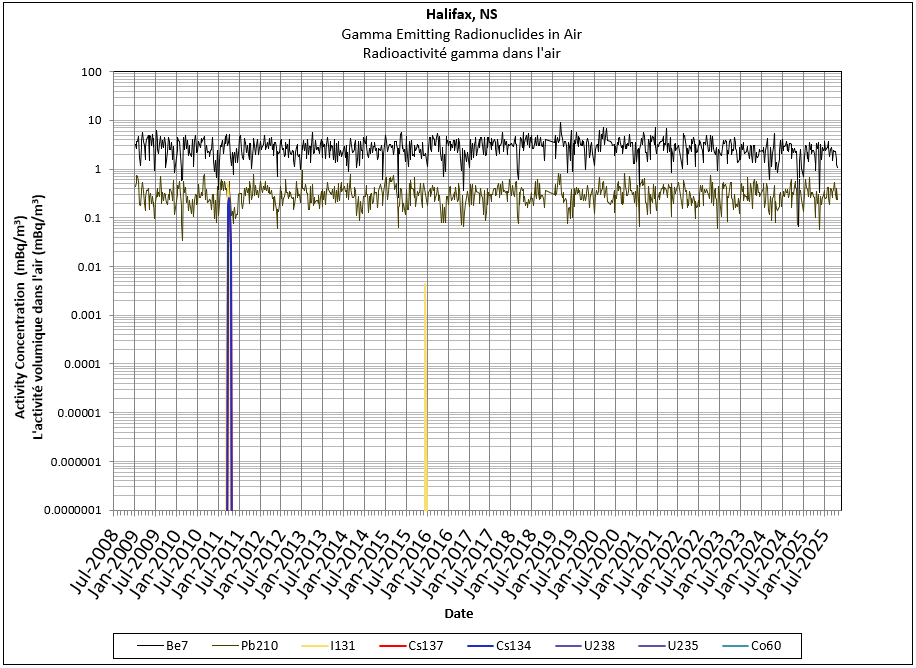 Halifax, NS
Gamma Emitting Radionuclides in Air
Radioactivité gamma dans l'air
Activity Concentration (mBq/m³)
L'activité volumique dans l'air (mBq/m³)
100
10
1
0.1
0.01
0.001
0.0001
0.00001
0.000001
0.0000001
Jul-2008
Jan-2009
Jul-2009
Jan-2010
Jul-2010
Jan-2011
Jul-2011
Jan-2012
Jul-2012
Jan-2013
Jul-2013
Jan-2014
Jul-2014
Jan-2015
Jul-2015
Jan-2016
Jul-2016
Jan-2017
Jul-2017
Jan-2018
Jul-2018
Jan-2019
Jul-2019
Jan-2020
Jul-2020
Jan-2021
Jul-2021
Jan-2022
Jul-2022
Jan-2023
Jul-2023
Jan-2024
Jul-2024
Jan-2025
Jul-2025
Date
Be7 Pb210 I131 Cs137 Cs134 U238 U235 Co60